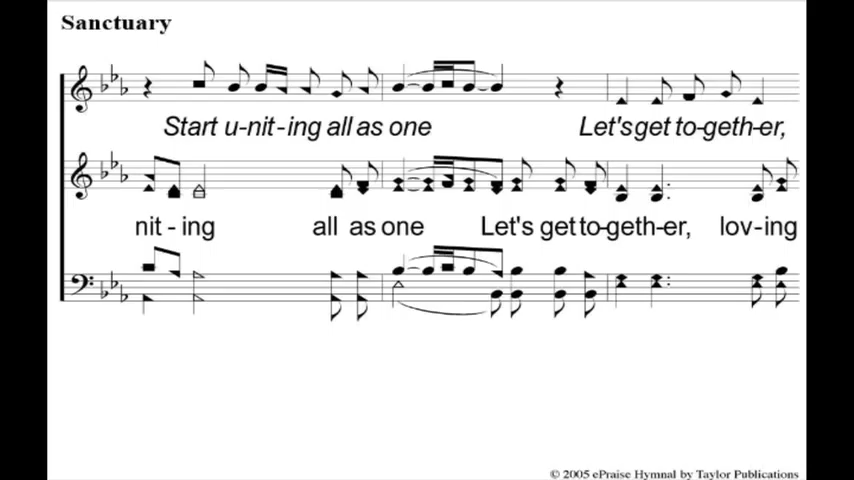 Sanctuary
Start u-nit-ing all as one Let's get to-geth-er,
nit - ing all as one Let's get to-geth-er, lov-ing
© 2005 ePraise Hymnal by Taylor Publications